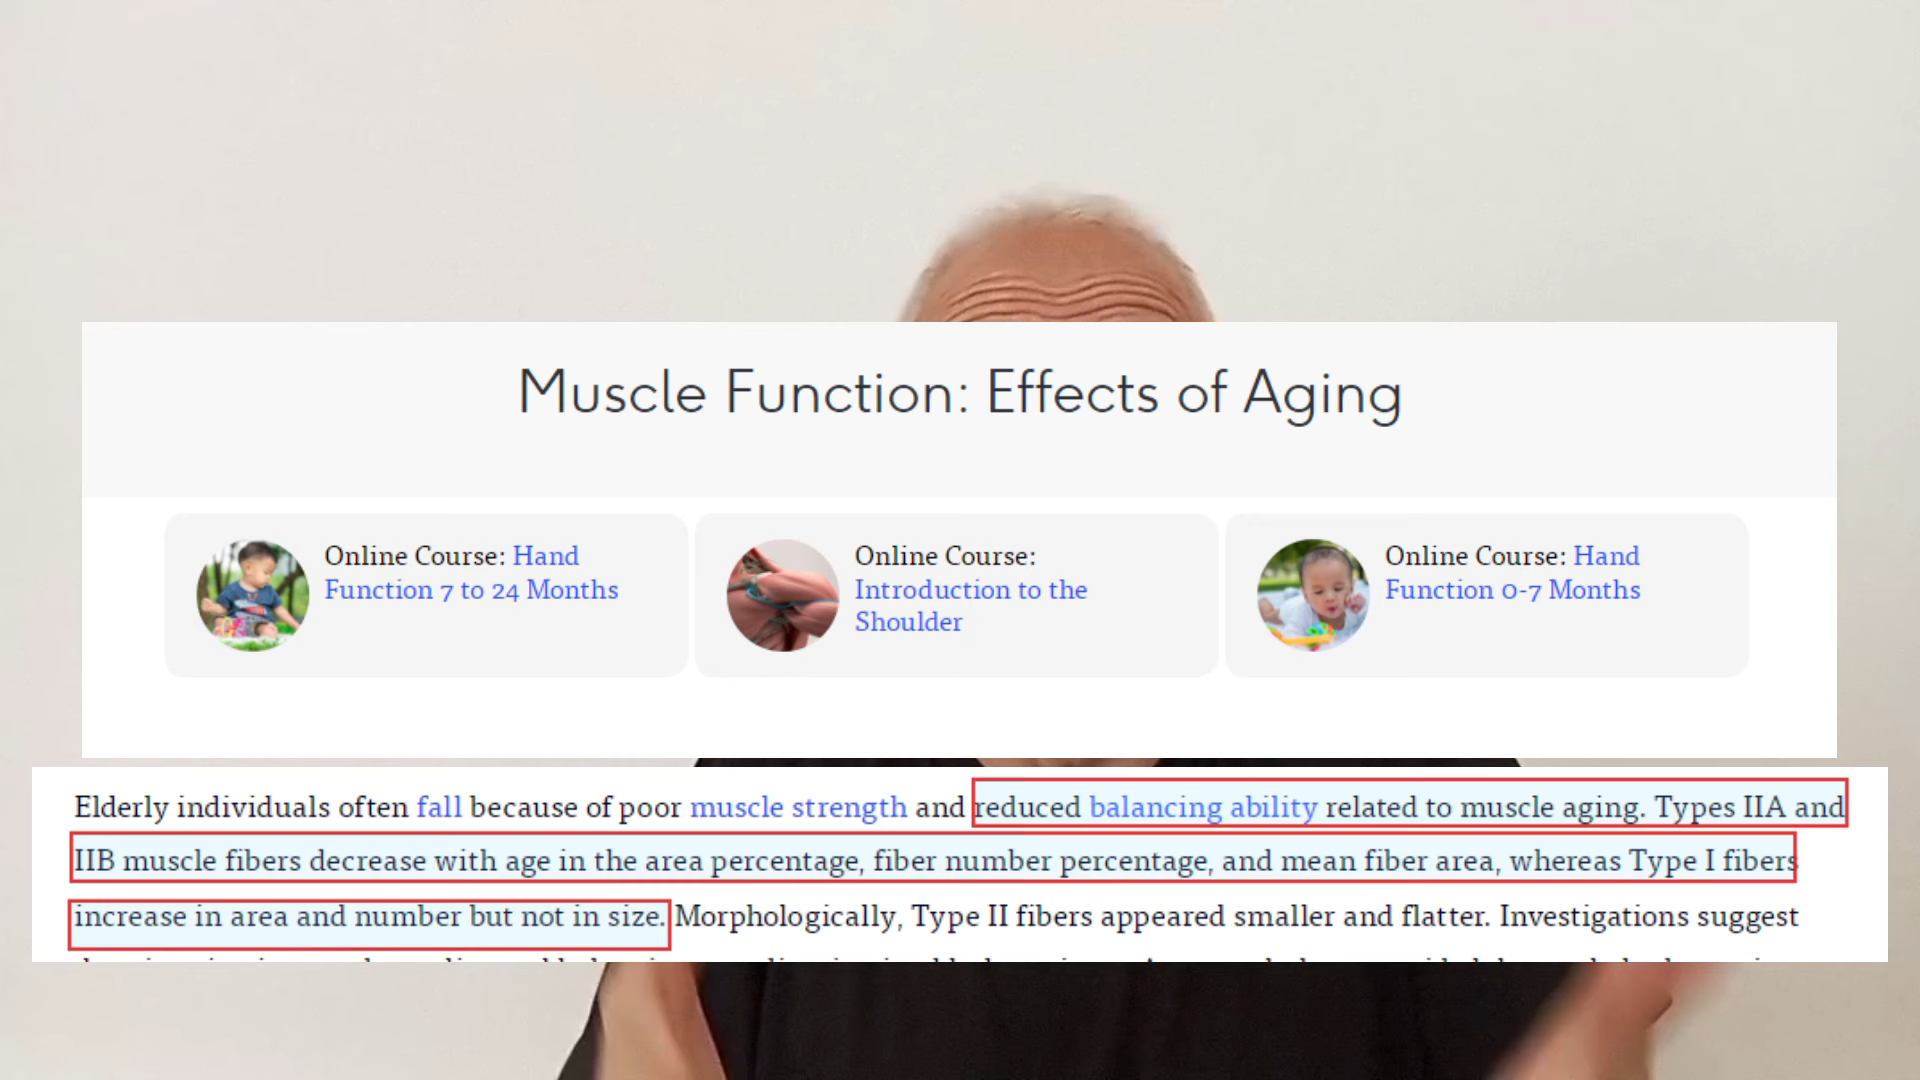 Muscle Function: Effects of Aging
Online Course: Hand
Function 7 to 24 Months
Online Course:
Introduction to the
Shoulder
Online Course: Hand
Function 0-7 Months
Elderly individuals often fall because of poor muscle strength and reduced balancing ability related to muscle aging. Types IIA and
IIB muscle fibers decrease with age in the area percentage, fiber number percentage, and mean fiber area, whereas Type I fibers
increase in area and number but not in size. Morphologically, Type II fibers appeared smaller and flatter. Investigations suggest